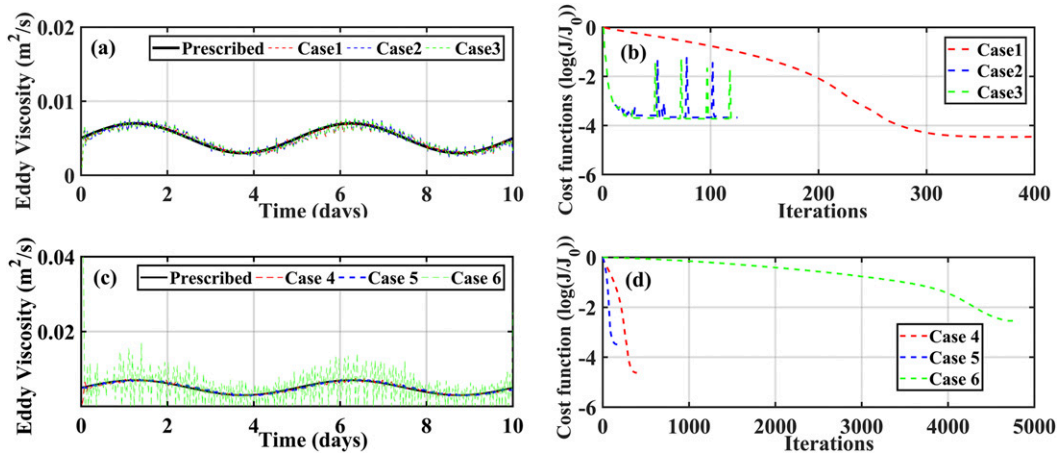 0.02
(a)
Prescribed Case1 Case2 Case3
0.01
0
0 2 4 6 8 10
Time (days)
Eddy Viscosity (m²/s)
0
(b)
Case1
Case2
Case3
-2
-4
-6
0 100 200 300 400
Iterations
Cost functions (log(J/J₀))
0.04
Prescribed Case 4 Case 5 Case 6
(c)
0.02
0
0 2 4 6 8 10
Time (days)
Eddy Viscosity (m²/s)
0
(d)
-2
Case 4
Case 5
Case 6
-4
-6
0 1000 2000 3000 4000 5000
Iterations
Cost function (log(J/J₀))